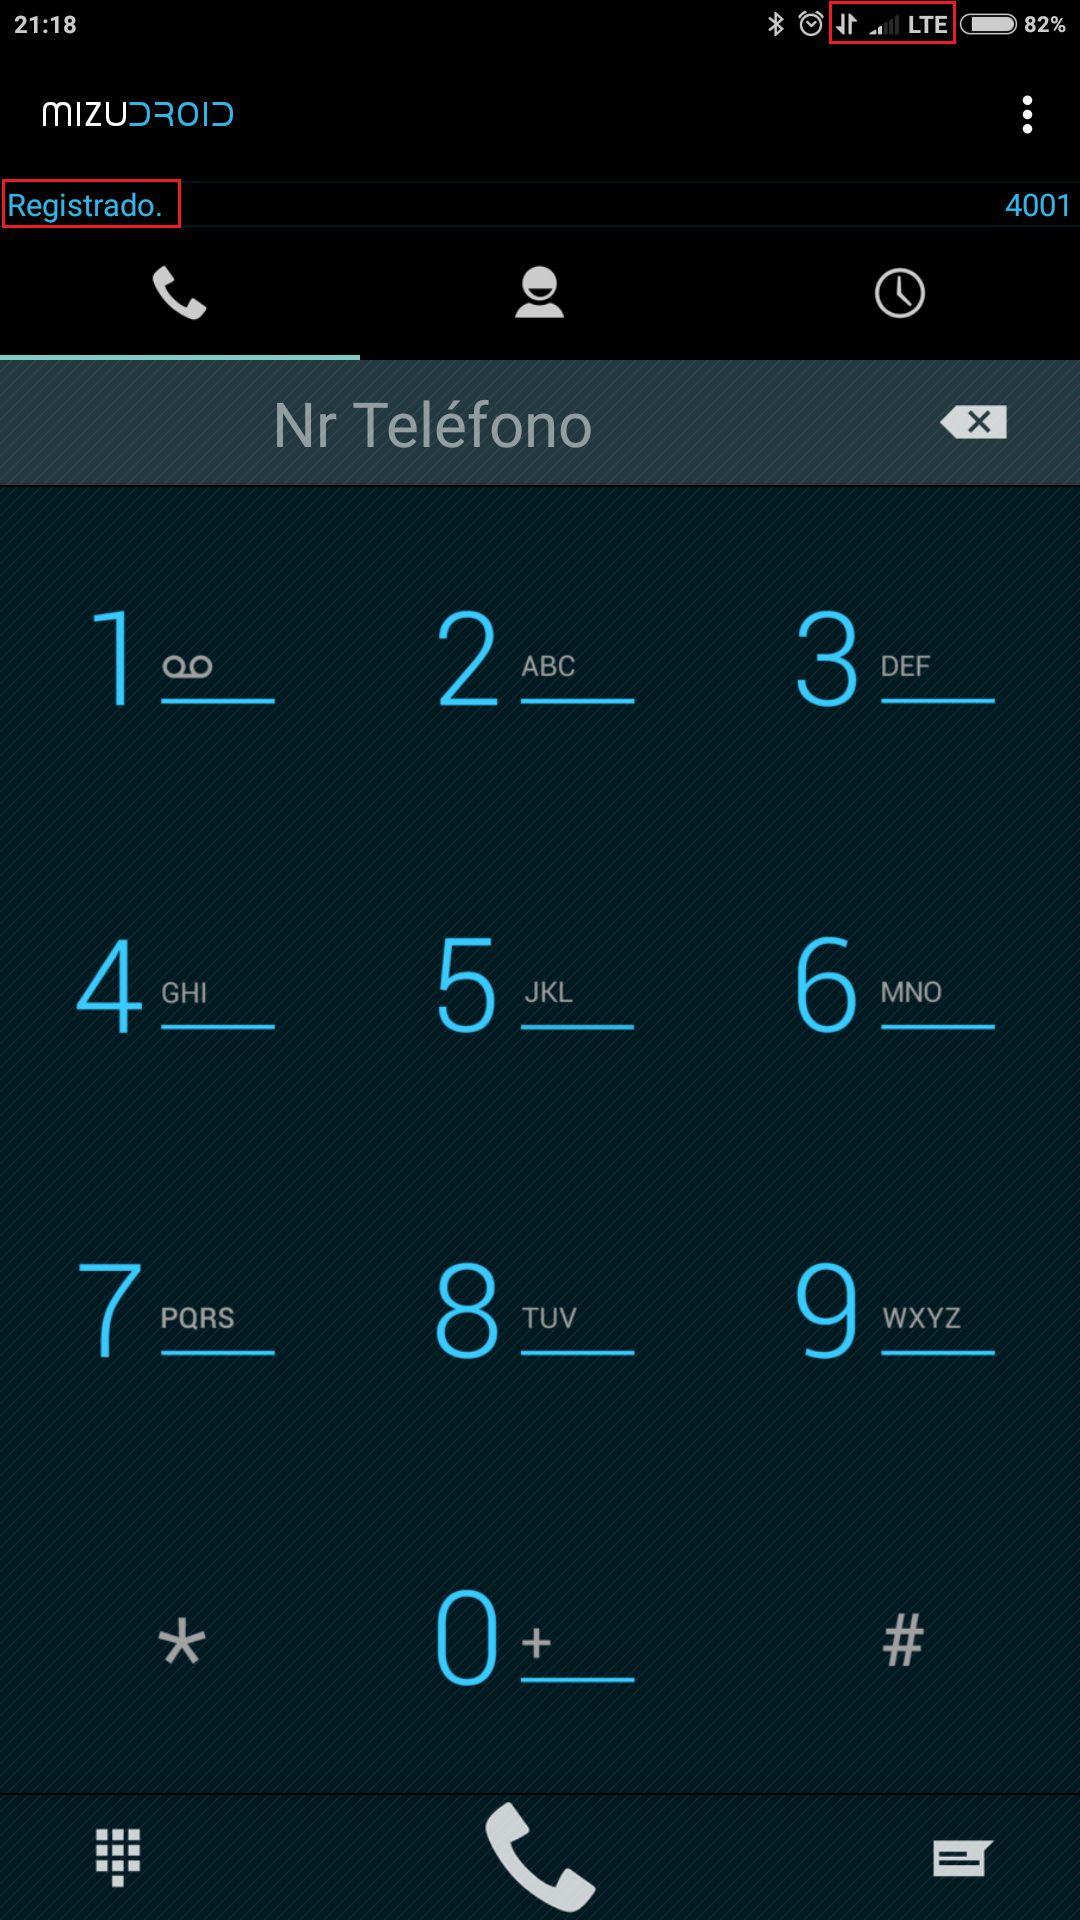 21:18 LTE 82%
MIZUDROID
Registrado. 4001
Nr Teléfono
1 2 ABC 3 DEF
4 GHI 5 JKL 6 MNO
7 PQRS 8 TUV 9 WXYZ
* 0 + #